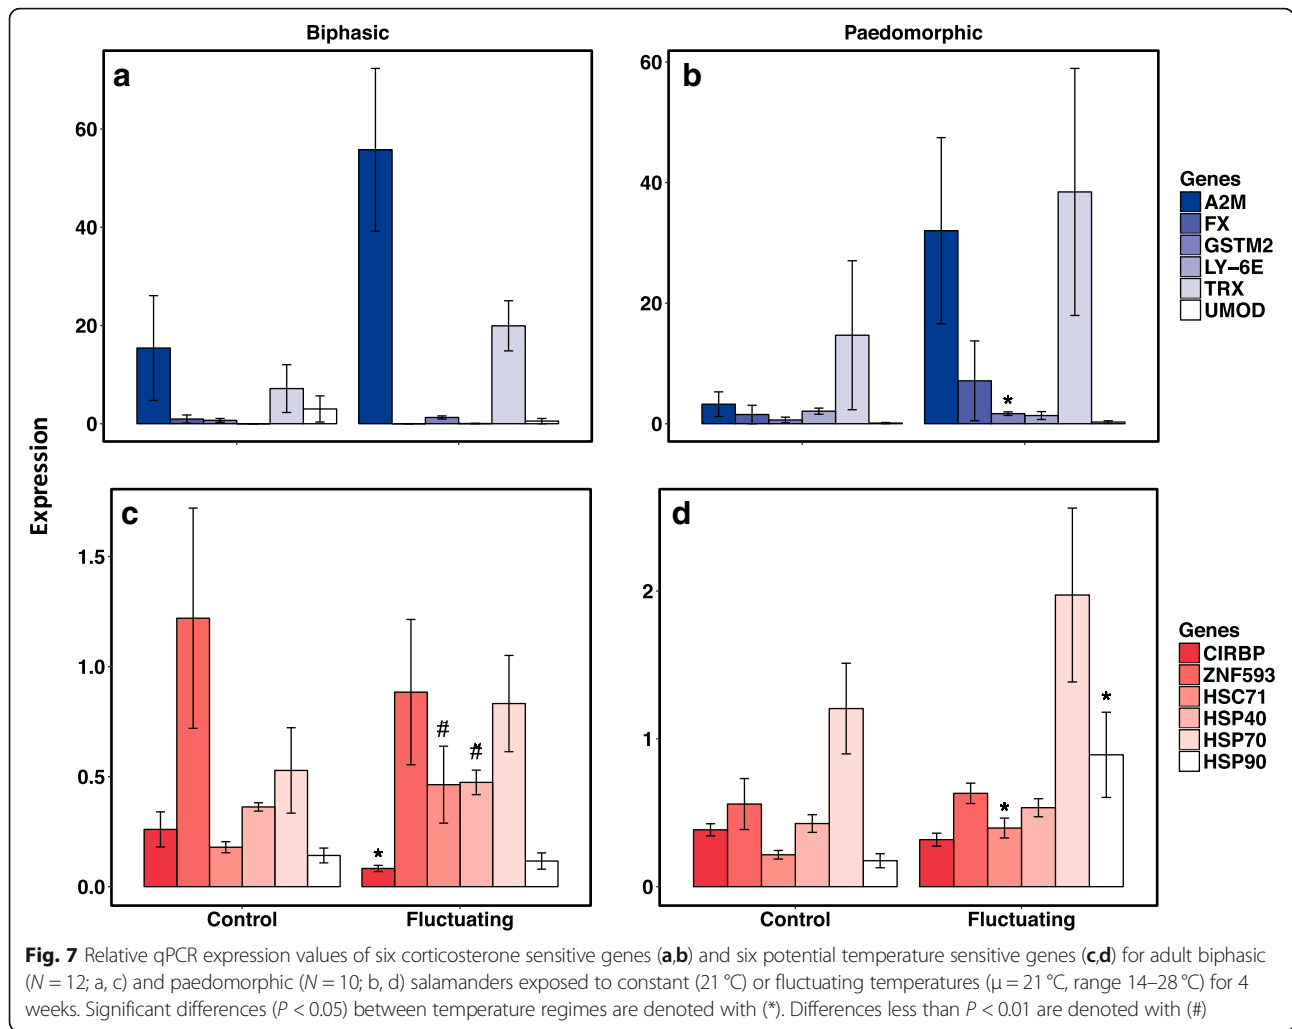 Biphasic
Paedomorphic
a
60
40
20
0
b
60
40
20
0
*
Genes
A2M
FX
GSTM2
LY–6E
TRX
UMOD
Expression
c
1.5
1.0
0.5
0.0
*
#
#
Control
Fluctuating
d
2
1
0
*
*
Control
Fluctuating
Genes
CIRBP
ZNF593
HSC71
HSP40
HSP70
HSP90
Fig. 7 Relative qPCR expression values of six corticosterone sensitive genes (a,b) and six potential temperature sensitive genes (c,d) for adult biphasic
(N = 12; a, c) and paedomorphic (N = 10; b, d) salamanders exposed to constant (21 °C) or fluctuating temperatures (μ = 21 °C, range 14–28 °C) for 4
weeks. Significant differences (P < 0.05) between temperature regimes are denoted with (*). Differences less than P < 0.01 are denoted with (#)